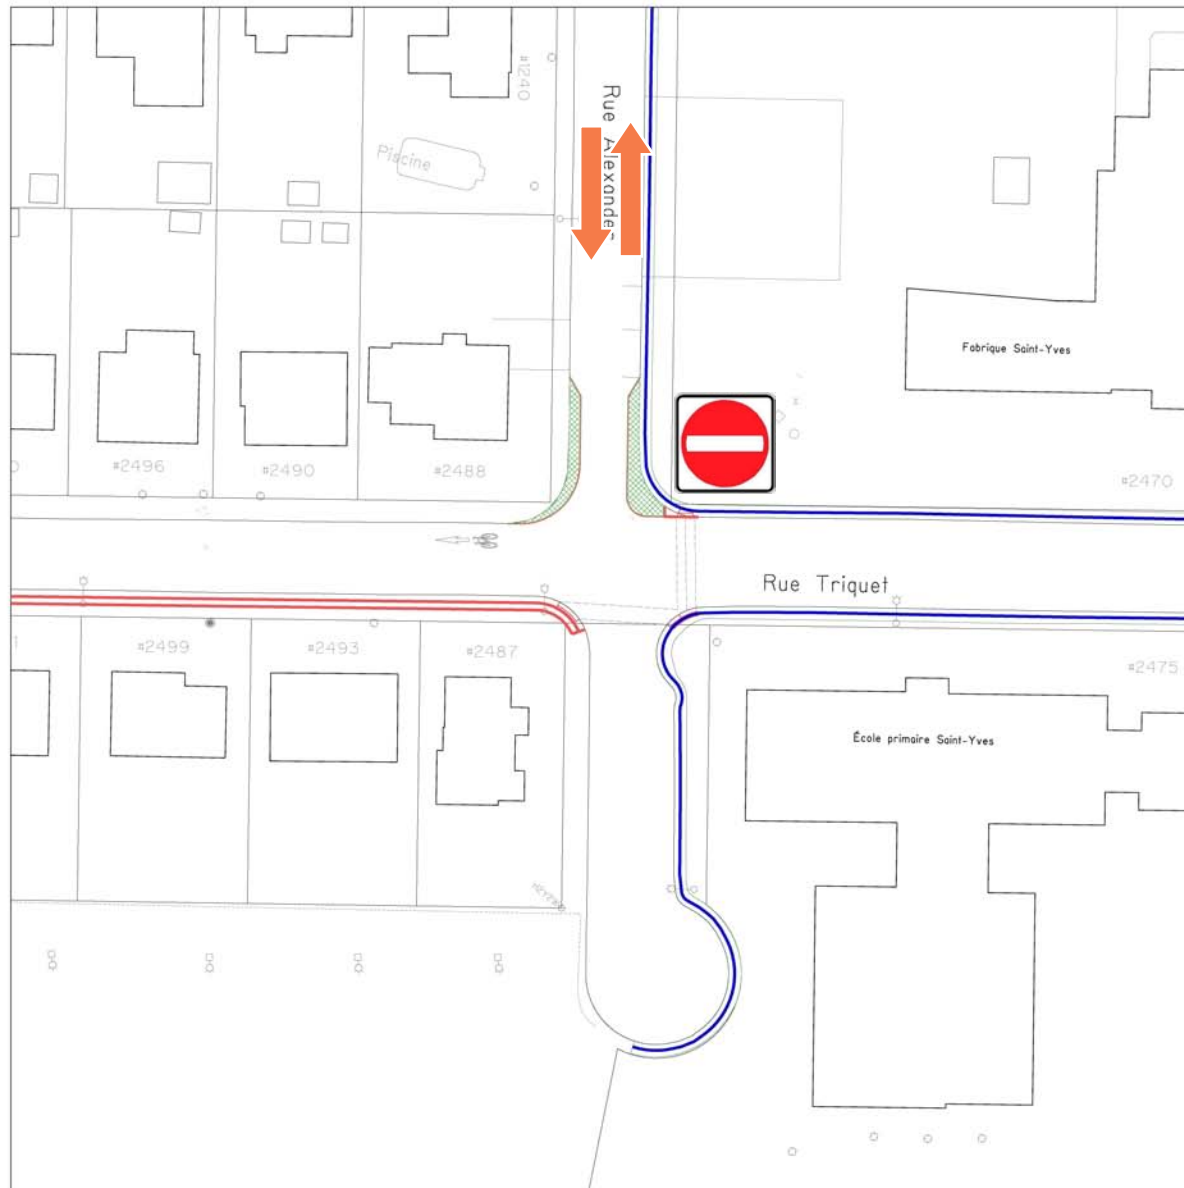 #1240
Rue Alexander
Piscine
Fabrique Saint-Yves
#2496
#2490
#2488
#2470
Rue Triquet
#2499
#2493
#2487
#2475
École primaire Saint-Yves